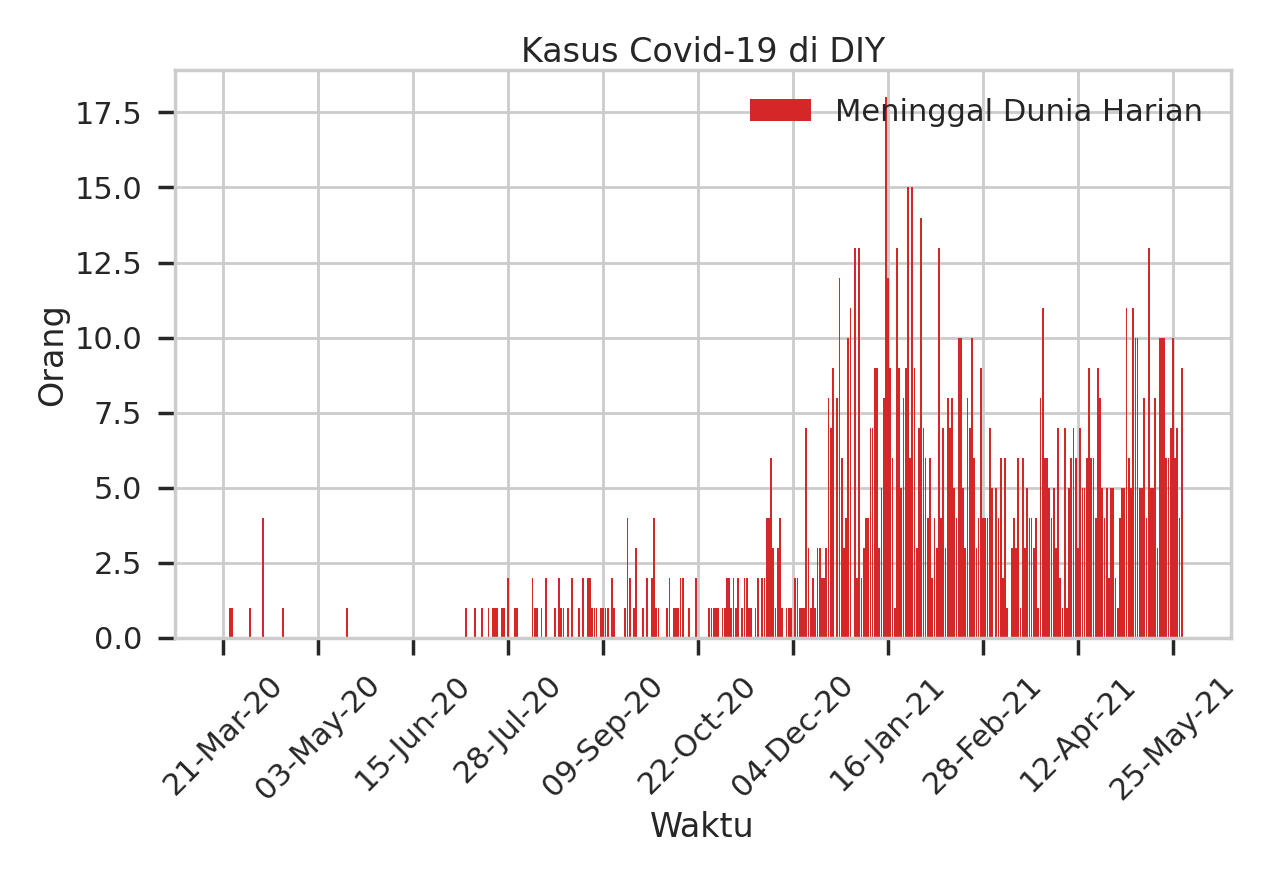 Kasus Covid-19 di DIY
Meninggal Dunia Harian
17.5
15.0
12.5
10.0
7.5
5.0
2.5
0.0
Orang
21-Mar-20
03-May-20
15-Jun-20
28-Jul-20
09-Sep-20
22-Oct-20
04-Dec-20
16-Jan-21
28-Feb-21
12-Apr-21
25-May-21
Waktu